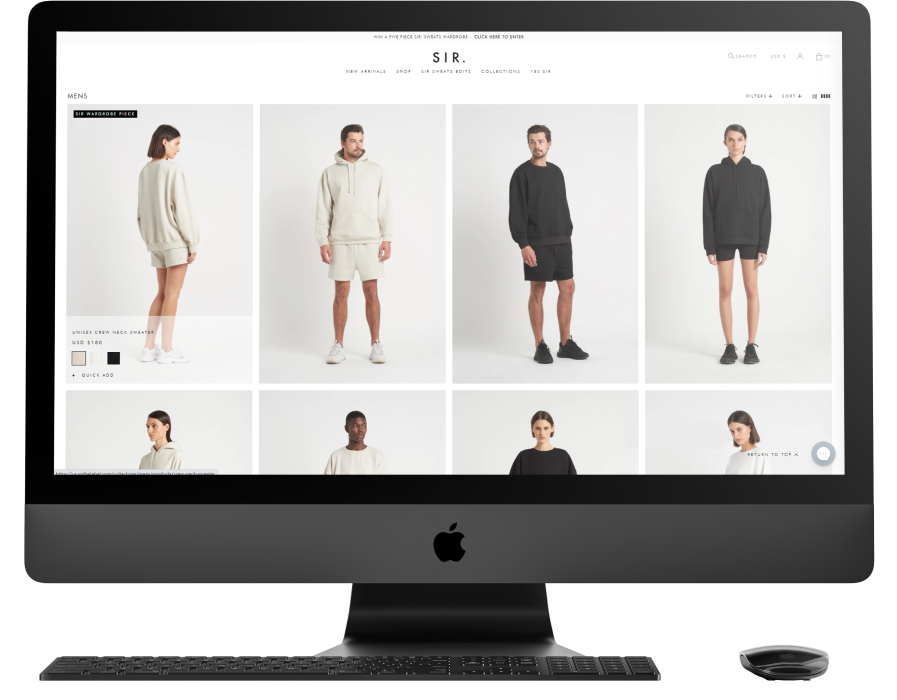 WIN A FIVE PIECE SIR. SWEATS WARDROBE - CLICK HERE TO ENTER
SIR.
SEARCH USD $ (0)
NEW ARRIVALS SHOP SIR SWEATS EDITS COLLECTIONS YES SIR
MENS
FILTERS + SORT +
SIR WARDROBE PIECE
UNISEX CREW NECK SWEATER
USD $180
+ QUICK ADD
RETURN TO TOP